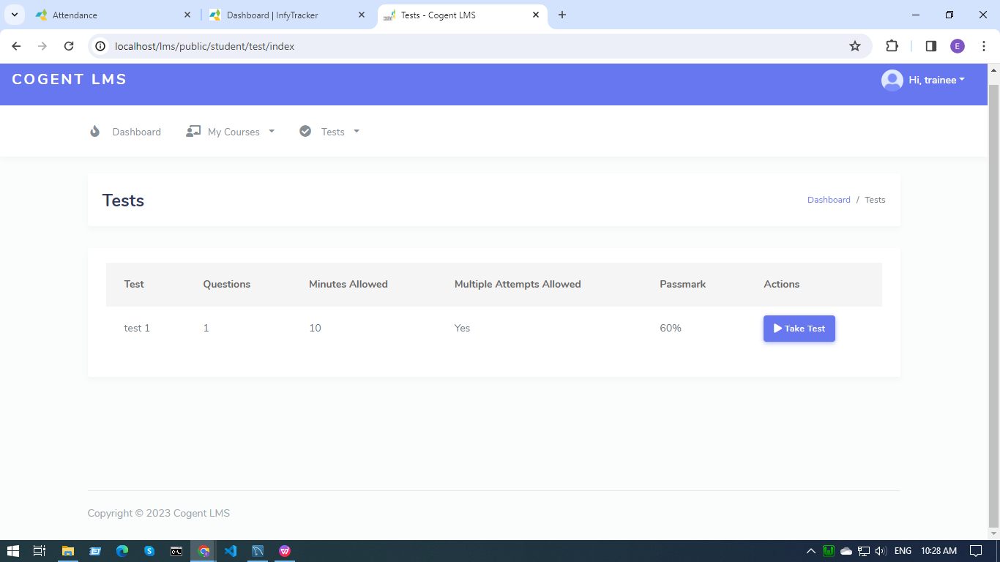 Attendance
Dashboard | InfyTracker
Tests - Cogent LMS
localhost/lms/public/student/test/index
E
COGENT LMS
Hi, trainee
Dashboard
My Courses
Tests
Tests
Dashboard / Tests
Test Questions Minutes Allowed Multiple Attempts Allowed Passmark Actions
test 1 1 10 Yes 60% Take Test
Copyright © 2023 Cogent LMS
ENG 10:28 AM